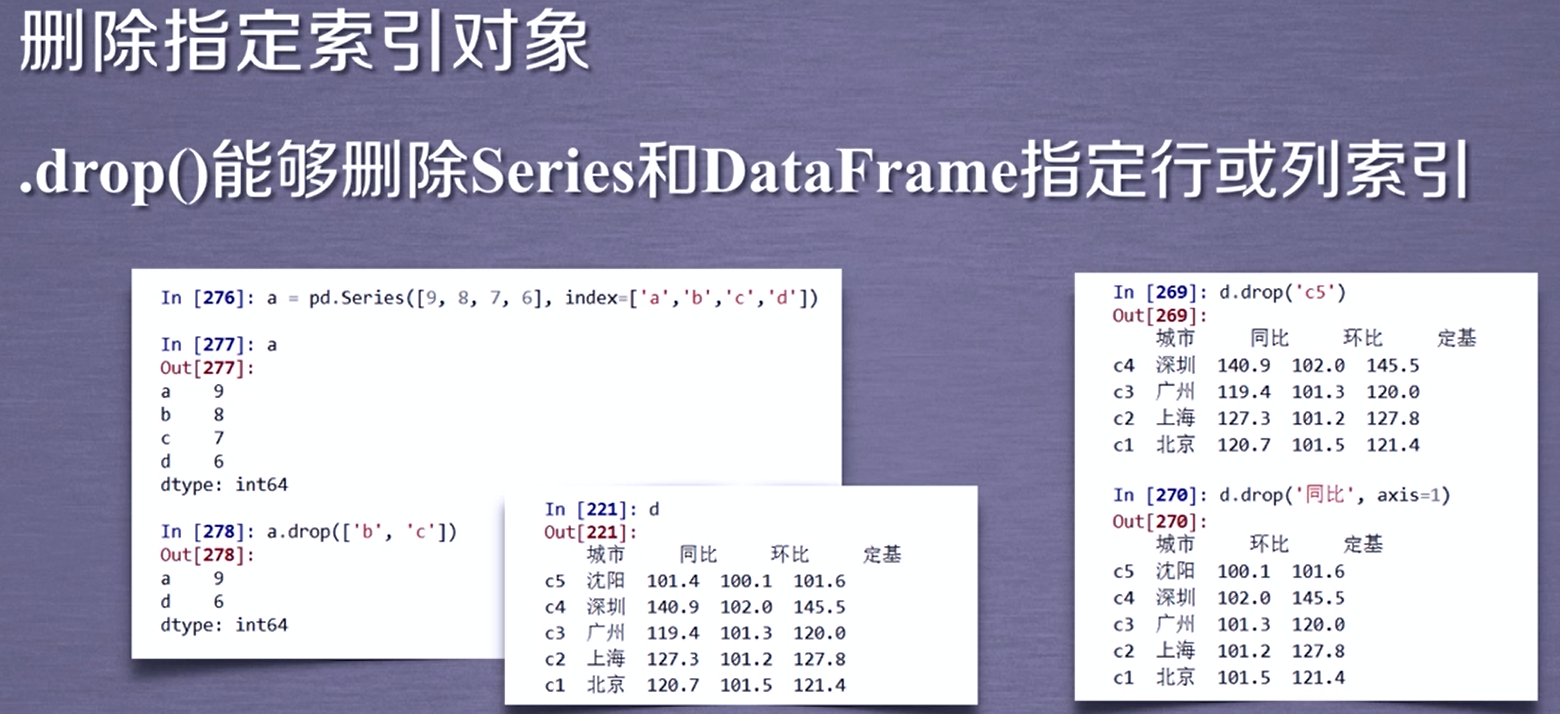 删除指定索引对象
.drop()能够删除Series和DataFrame指定行或列索引
In [276]: a = pd.Series([9, 8, 7, 6], index=['a','b','c','d'])
In [277]: a
Out[277]:
a    9
b    8
c    7
d    6
dtype: int64
In [278]: a.drop(['b', 'c'])
Out[278]:
a    9
d    6
dtype: int64
In [221]: d
Out[221]:
城市 同比 环比 定基
c5 沈阳 101.4 100.1 101.6
c4 深圳 140.9 102.0 145.5
c3 广州 119.4 101.3 120.0
c2 上海 127.3 101.2 127.8
c1 北京 120.7 101.5 121.4
In [269]: d.drop('c5')
Out[269]:
城市 同比 环比 定基
c4 深圳 140.9 102.0 145.5
c3 广州 119.4 101.3 120.0
c2 上海 127.3 101.2 127.8
c1 北京 120.7 101.5 121.4
In [270]: d.drop('同比', axis=1)
Out[270]:
城市 环比 定基
c5 沈阳 100.1 101.6
c4 深圳 102.0 145.5
c3 广州 101.3 120.0
c2 上海 101.2 127.8
c1 北京 101.5 121.4